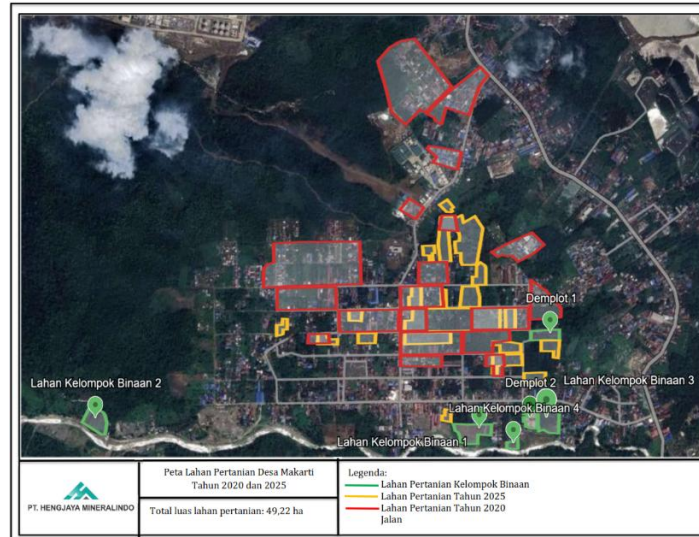 Demplot 1
Lahan Kelompok Binaan 2
Demplot 2
Lahan Kelompok Binaan 3
Lahan Kelompok Binaan 4
Lahan Kelompok Binaan 1
PT. HENGJAYA MINERALINDO
Peta Lahan Pertanian Desa Makarti
Tahun 2020 dan 2025
Total luas lahan pertanian: 49,22 ha
Legenda:
Lahan Pertanian Kelompok Binaan
Lahan Pertanian Tahun 2025
Lahan Pertanian Tahun 2020
Jalan